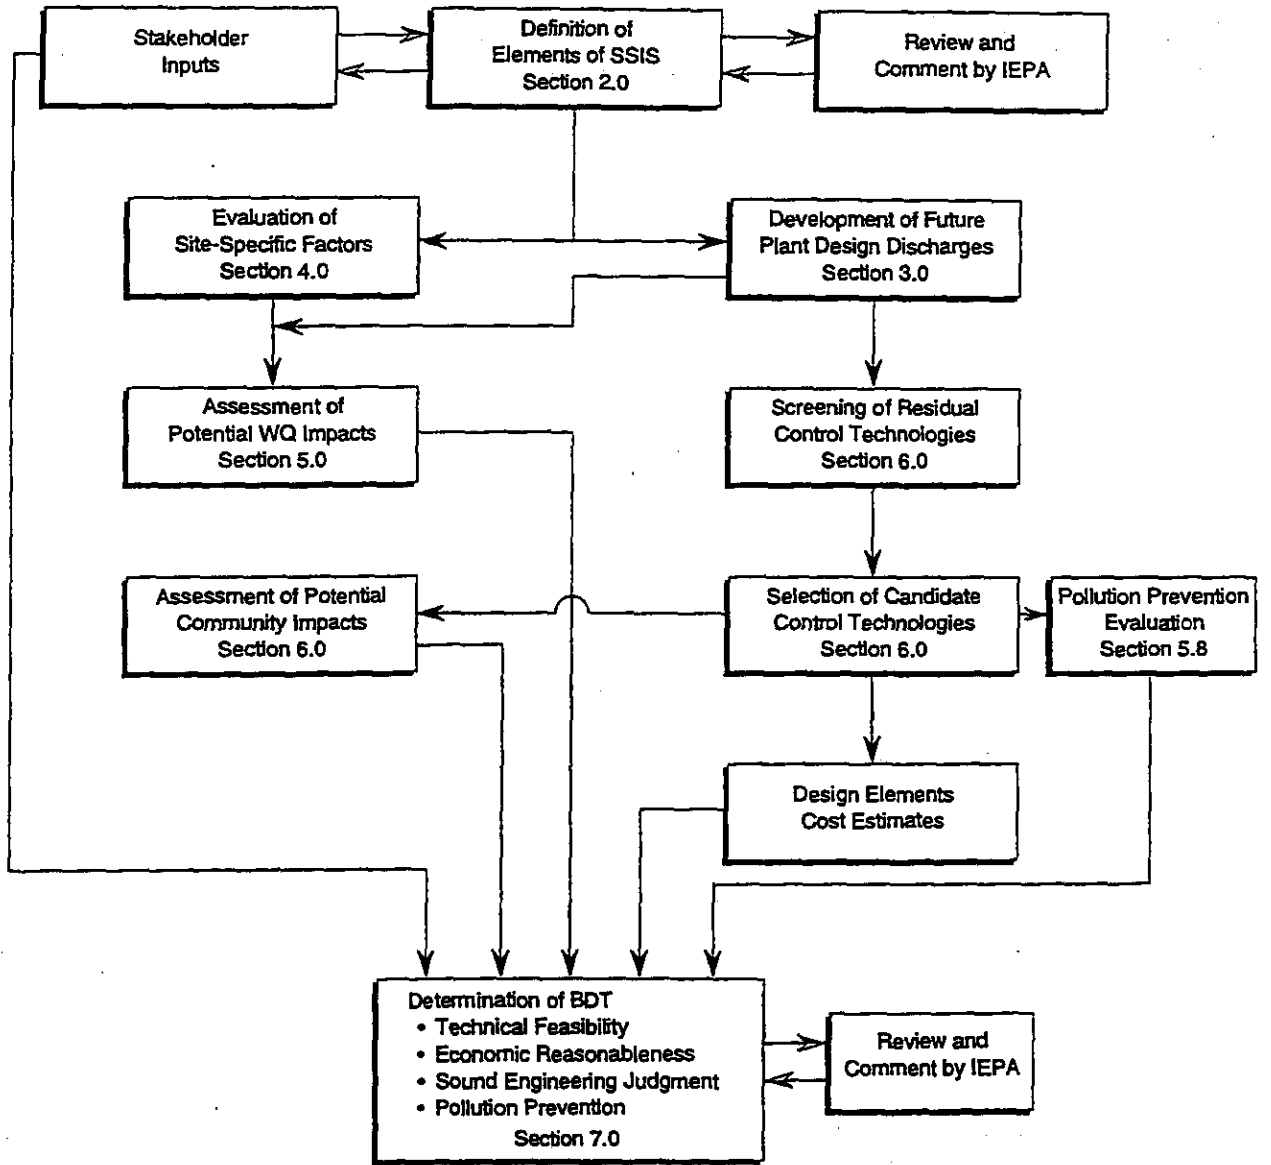 Stakeholder
Inputs
Definition of
Elements of SSIS
Section 2.0
Review and
Comment by IEPA
Evaluation of
Site-Specific Factors
Section 4.0
Development of Future
Plant Design Discharges
Section 3.0
Assessment of
Potential WQ Impacts
Section 5.0
Screening of Residual
Control Technologies
Section 6.0
Assessment of Potential
Community Impacts
Section 6.0
Selection of Candidate
Control Technologies
Section 6.0
Pollution Prevention
Evaluation
Section 5.8
Design Elements
Cost Estimates
Determination of BDT
• Technical Feasibility
• Economic Reasonableness
• Sound Engineering Judgment
• Pollution Prevention
Section 7.0
Review and
Comment by IEPA